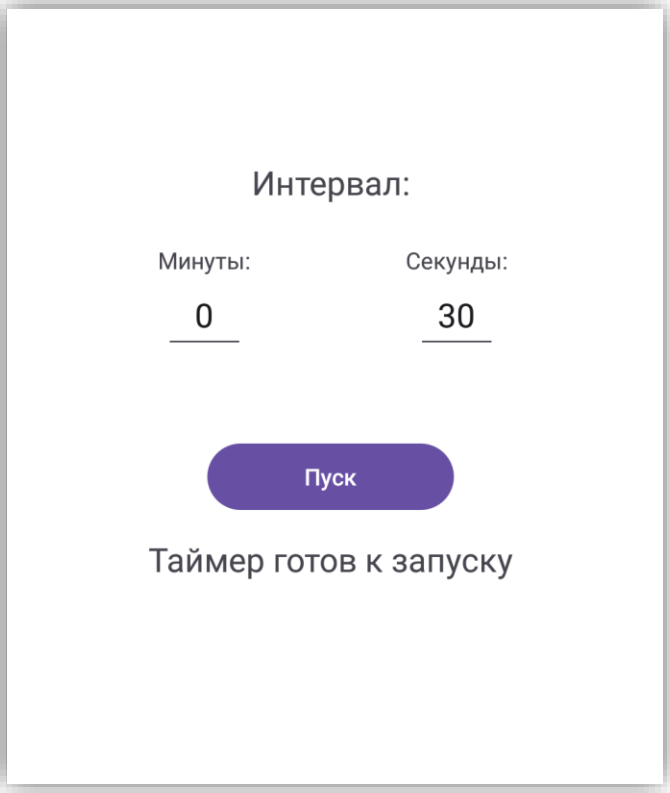 Интервал:
Минуты: Секунды:
0 30
Пуск
Таймер готов к запуску